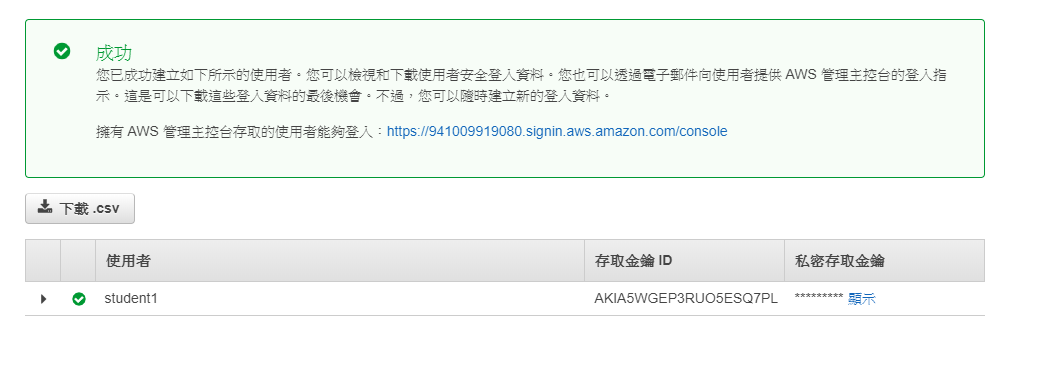 成功
您已成功建立如下所示的使用者。您可以檢視和下載使用者安全登入資料。您也可以透過電子郵件向使用者提供 AWS 管理主控台的登入指
示。這是可以下載這些登入資料的最後機會。不過，您可以隨時建立新的登入資料。
擁有 AWS 管理主控台存取的使用者能夠登入：https://941009919080.signin.aws.amazon.com/console
下載 .csv
使用者 存取金鑰 ID 私密存取金鑰
student1 AKIA5WGEP3RUO5ESQ7PL ********* 顯示